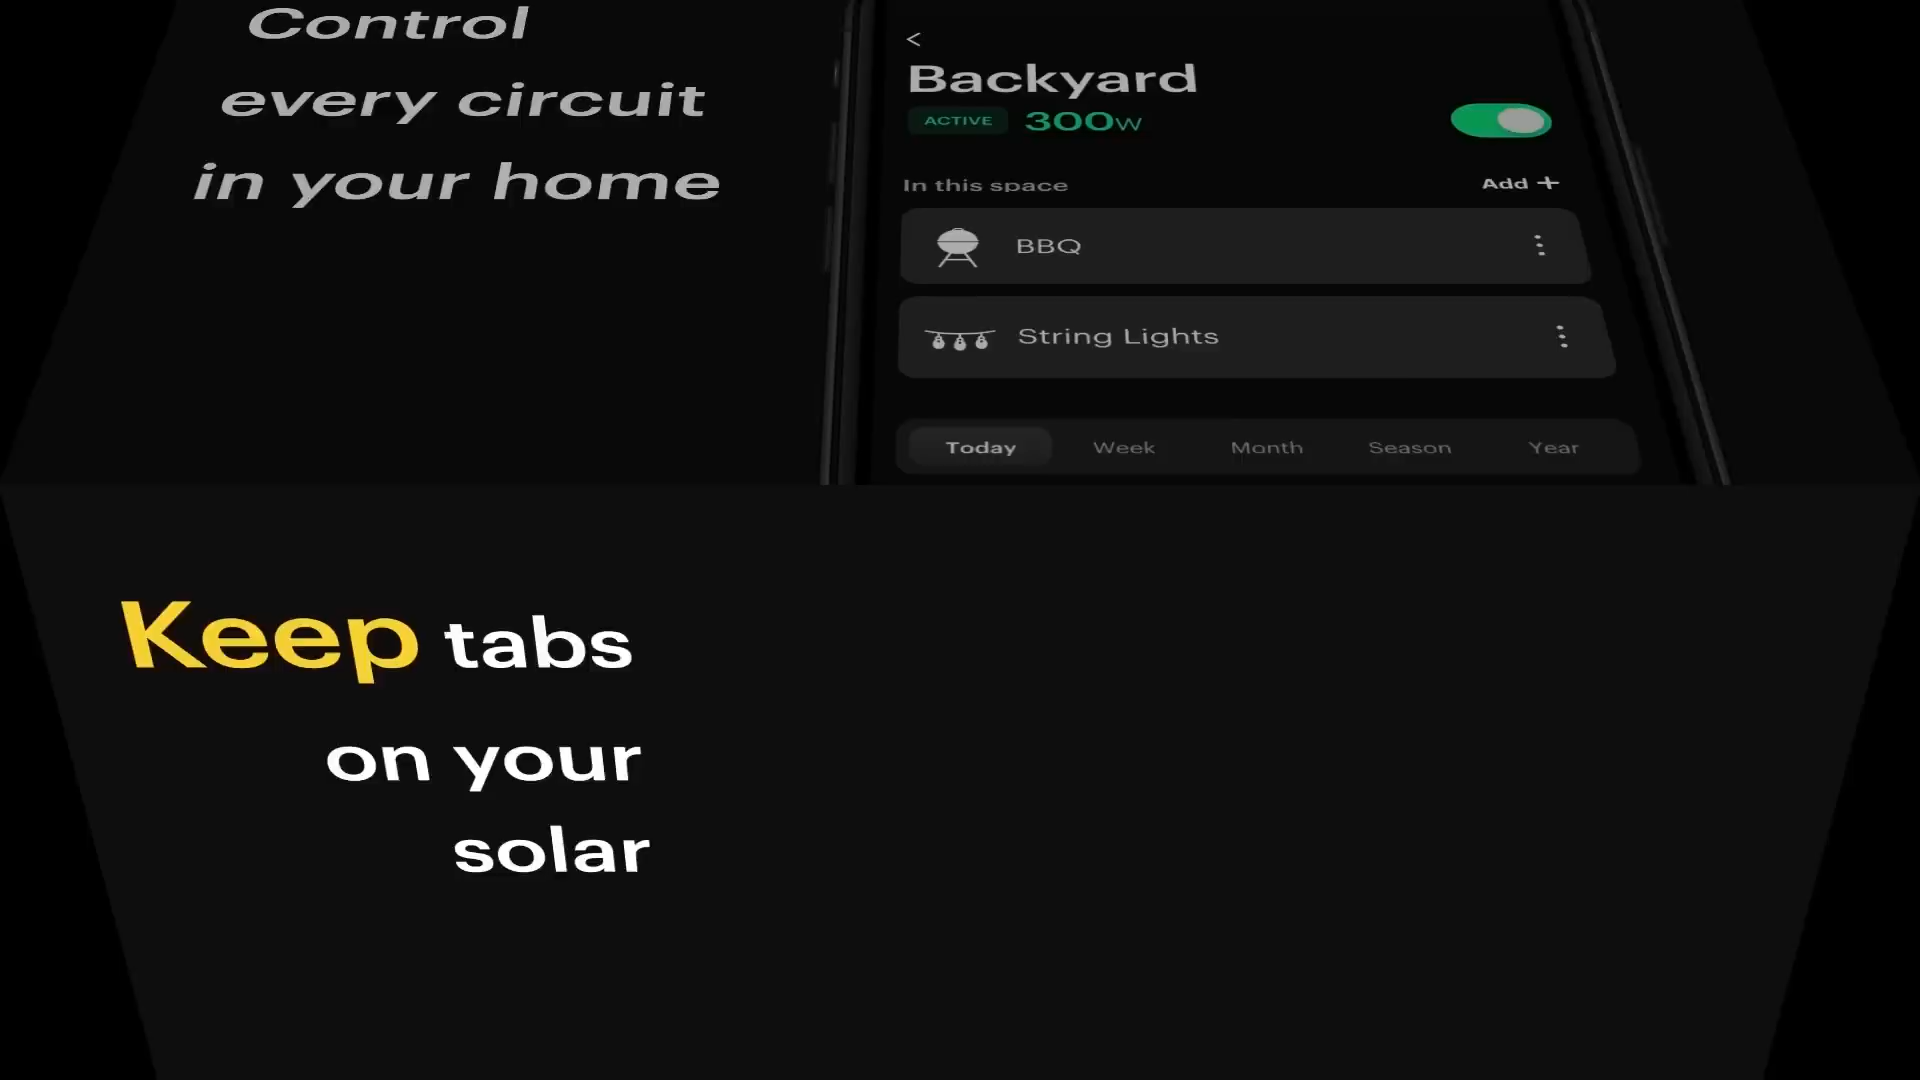 Control
every circuit
in your home
<
Backyard
ACTIVE 300W
In this space Add +
BBQ
String Lights
Today Week Month Season Year
Keep tabs
on your
solar